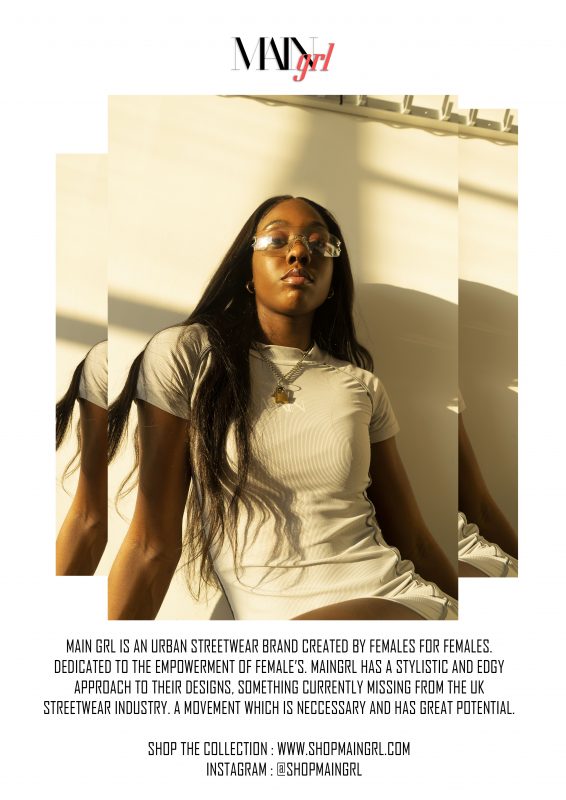 MAIN
grl
MAIN GRL IS AN URBAN STREETWEAR BRAND CREATED BY FEMALES FOR FEMALES.
DEDICATED TO THE EMPOWERMENT OF FEMALE'S. MAINGRL HAS A STYLISTIC AND EDGY
APPROACH TO THEIR DESIGNS, SOMETHING CURRENTLY MISSING FROM THE UK
STREETWEAR INDUSTRY. A MOVEMENT WHICH IS NECCESSARY AND HAS GREAT POTENTIAL.
SHOP THE COLLECTION : WWW.SHOPMAINGRL.COM
INSTAGRAM : @SHOPMAINGRL